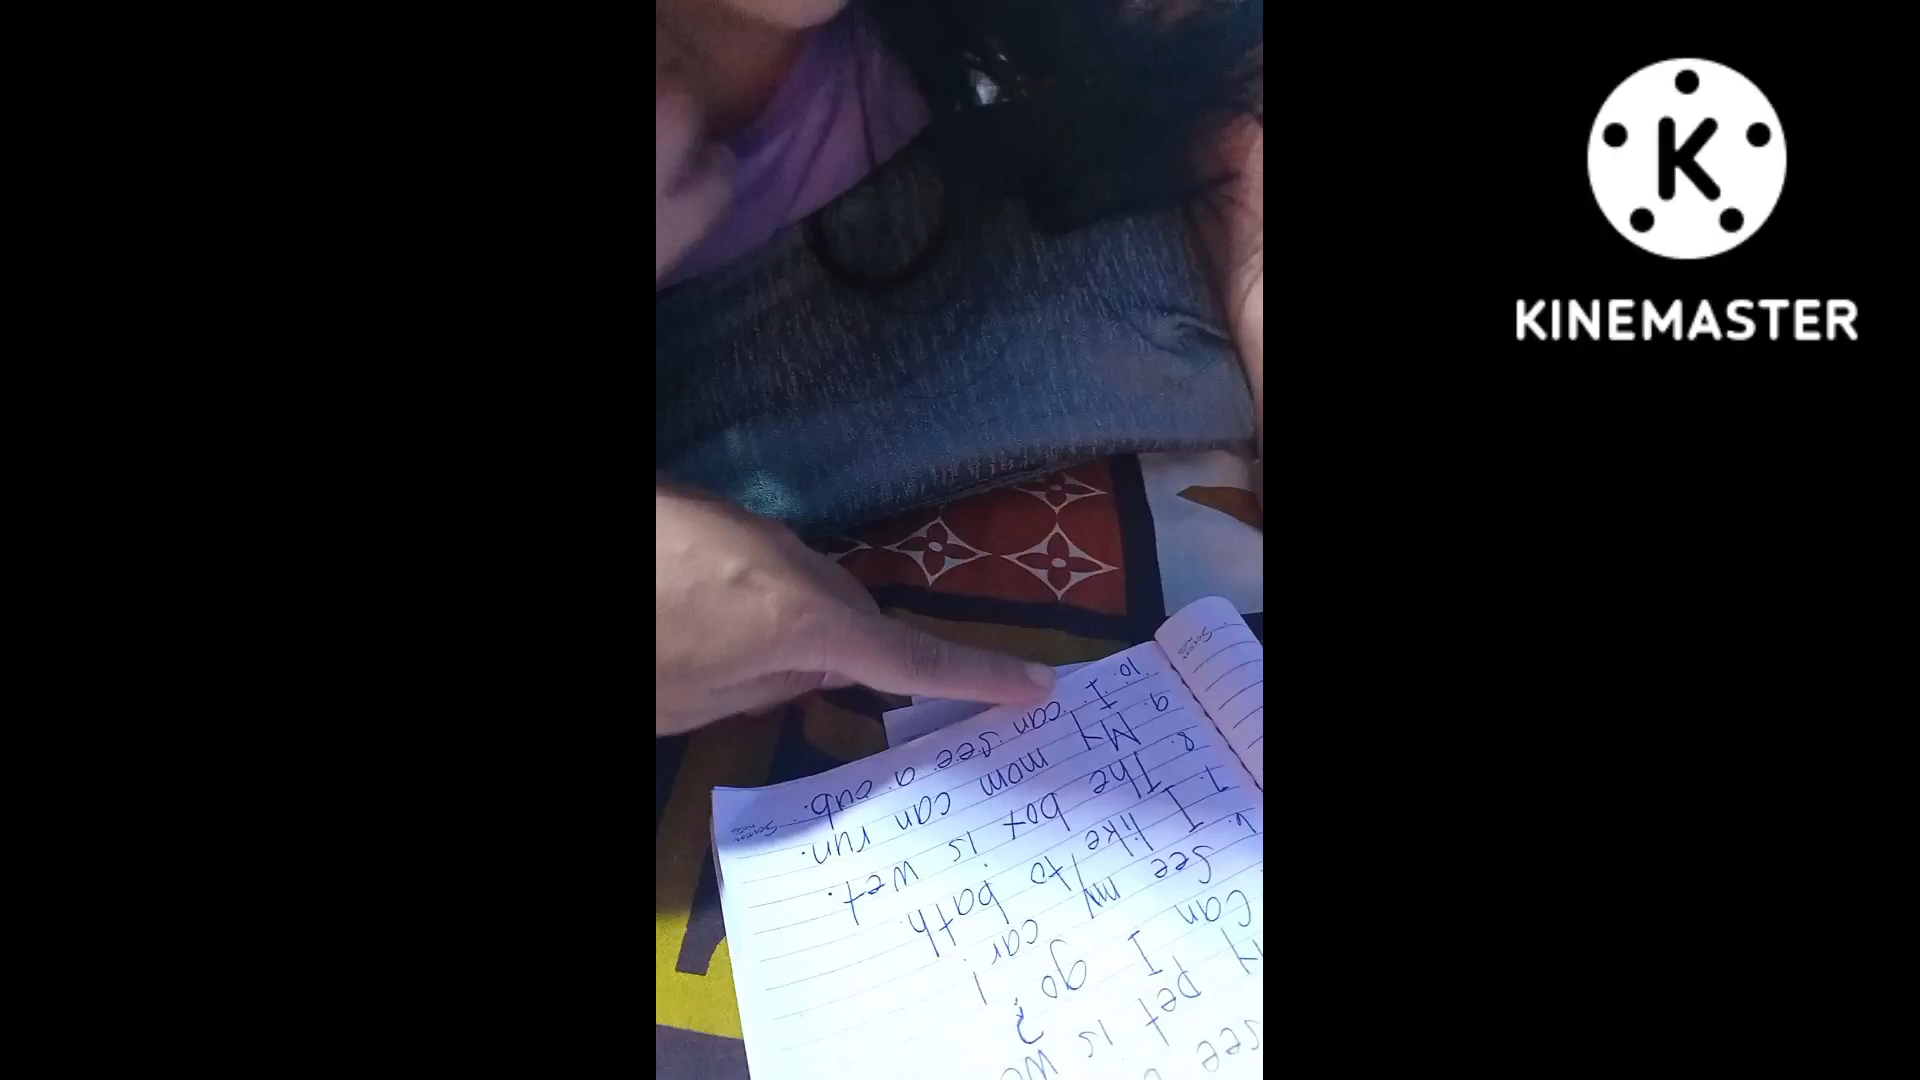 KINEMASTER
see
pet is
Can I go ?
6. See my car!
7. I like to bath.
8. The box is wet.
9. My mom can run.
10. I can see a cub.